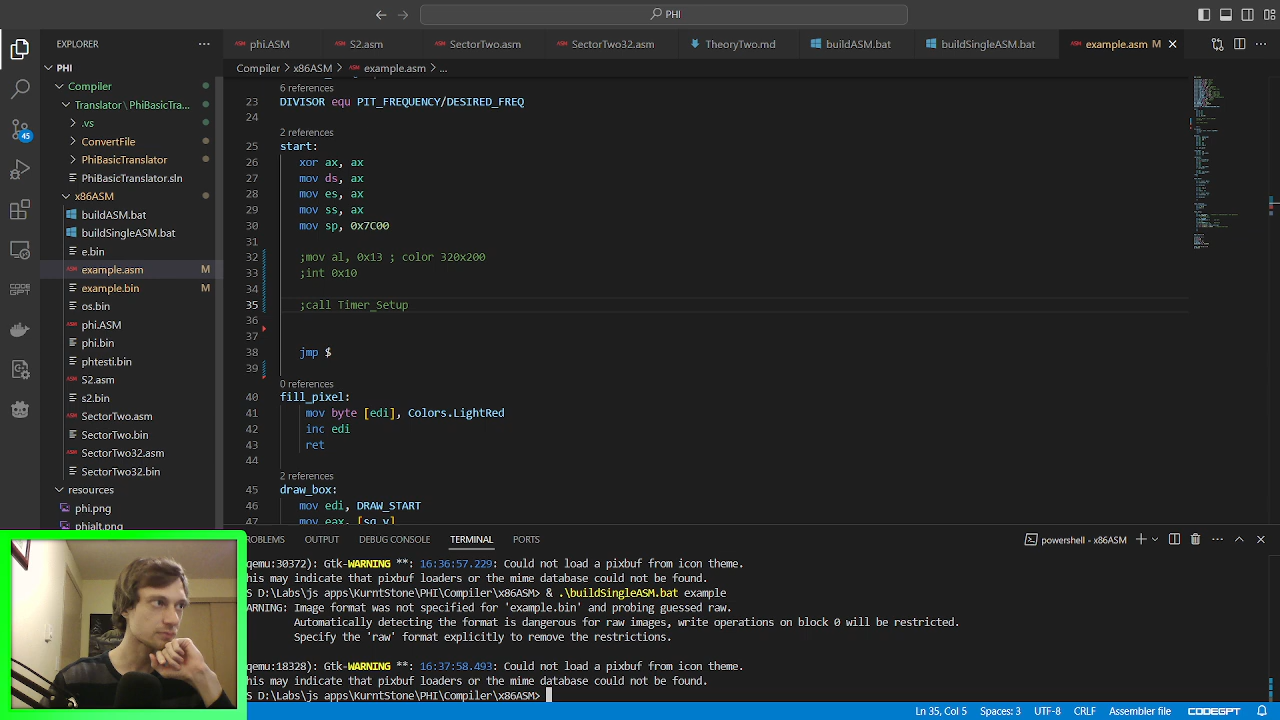 PHI
EXPLORER
phi.ASM
S2.asm
SectorTwo.asm
SectorTwo32.asm
TheoryTwo.md
buildASM.bat
buildSingleASM.bat
example.asm M
Compiler > x86ASM > example.asm > ...
PHI
Compiler
Translator \ PhiBasicTra...
.vs
ConvertFile
PhiBasicTranslator
PhiBasicTranslator.sln
x86ASM
buildASM.bat
buildSingleASM.bat
e.bin
example.asm M
example.bin M
os.bin
phi.ASM
phi.bin
phtesti.bin
S2.asm
s2.bin
SectorTwo.asm
SectorTwo.bin
SectorTwo32.asm
SectorTwo32.bin
resources
phi.png
phialt.png
45
6 references
23 DIVISOR equ PIT_FREQUENCY/DESIRED_FREQ
24
2 references
25 start:
26 xor ax, ax
27 mov ds, ax
28 mov es, ax
29 mov ss, ax
30 mov sp, 0x7C00
31
32 ;mov al, 0x13 ; color 320x200
33 ;int 0x10
34
35 ;call Timer_Setup
36
37
38 jmp $
39
0 references
40 fill_pixel:
41 mov byte [edi], Colors.LightRed
42 inc edi
43 ret
44
2 references
45 draw_box:
46 mov edi, DRAW_START
47 mov eax, [sq_y]
ROBLEMS OUTPUT DEBUG CONSOLE TERMINAL PORTS
powershell - x86ASM
qemu:30372): Gtk-WARNING **: 16:36:57.229: Could not load a pixbuf from icon theme.
his may indicate that pixbuf loaders or the mime database could not be found.
S D:\Labs\js apps\KurntStone\PHI\Compiler\x86ASM> & .\buildSingleASM.bat example
ARNING: Image format was not specified for 'example.bin' and probing guessed raw.
Automatically detecting the format is dangerous for raw images, write operations on block 0 will be restricted.
Specify the 'raw' format explicitly to remove the restrictions.
qemu:18328): Gtk-WARNING **: 16:37:58.493: Could not load a pixbuf from icon theme.
his may indicate that pixbuf loaders or the mime database could not be found.
S D:\Labs\js apps\KurntStone\PHI\Compiler\x86ASM>
Ln 35, Col 5 Spaces: 3 UTF-8 CRLF Assembler file CODEGPT